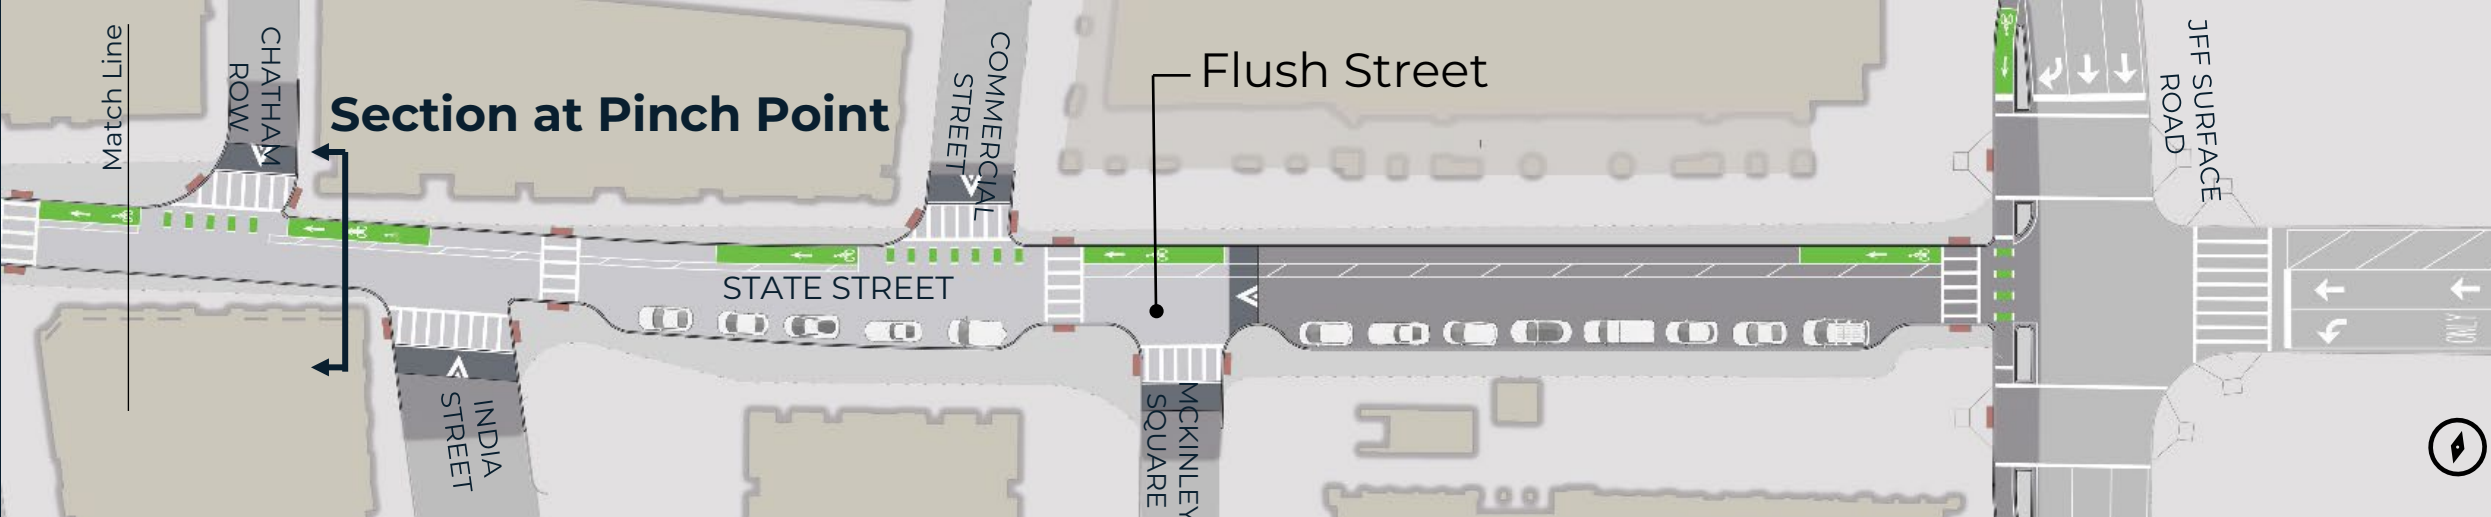 Match Line
CHATHAM
ROW
Section at Pinch Point
COMMERCIAL
STREET
Flush Street
JFF SURFACE
ROAD
STATE STREET
INDIA
STREET
MCKINLEY
SQUARE
ONLY